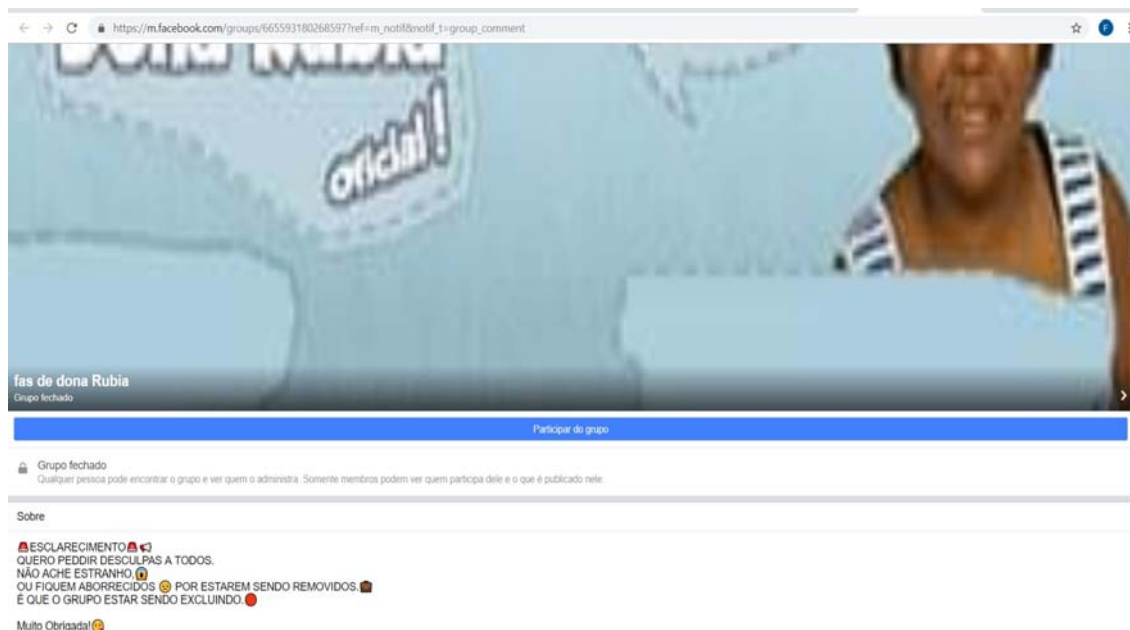 https://m.facebook.com/groups/665593180268597?ref=m_notif&notif_t=group_comment
F
Dona Rubia
oficial !
fas de dona Rubia
Grupo fechado
Participar do grupo
Grupo fechado
Qualquer pessoa pode encontrar o grupo e ver quem o administra. Somente membros podem ver quem participa dele e o que é publicado nele.
Sobre
🚨ESCLARECIMENTO🚨📢
QUERO PEDDIR DESCULPAS A TODOS.
NÃO ACHE ESTRANHO,😱
OU FIQUEM ABORRECIDOS 😥 POR ESTAREM SENDO REMOVIDOS.💼
É QUE O GRUPO ESTAR SENDO EXCLUINDO.🔴
Muito Obrigada!😘